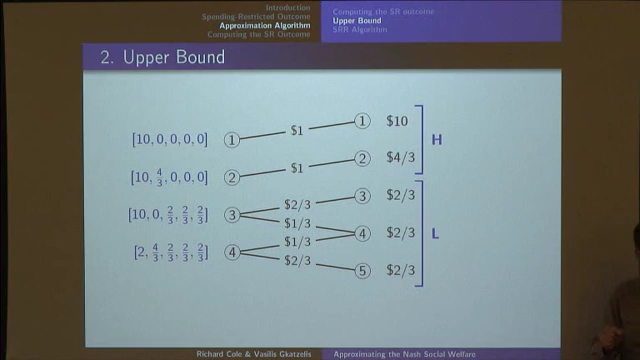 Introduction
Spending Restricted Outcome
Approximation Algorithm
Computing the SR Outcome
Computing the SR outcome
Upper Bound
SRR Algorithm
2. Upper Bound
[10, 0, 0, 0, 0] 1 $1 1 $10
H
[10, 4/3, 0, 0, 0] 2 $1 2 $4/3
[10, 0, 2/3, 2/3, 2/3] 3 $2/3 3 $2/3
$1/3
L
[2, 4/3, 2/3, 2/3, 2/3] 4 $1/3 4 $2/3
$2/3 5 $2/3
Richard Cole & Vasilis Gkatzelis Approximating the Nash Social Welfare